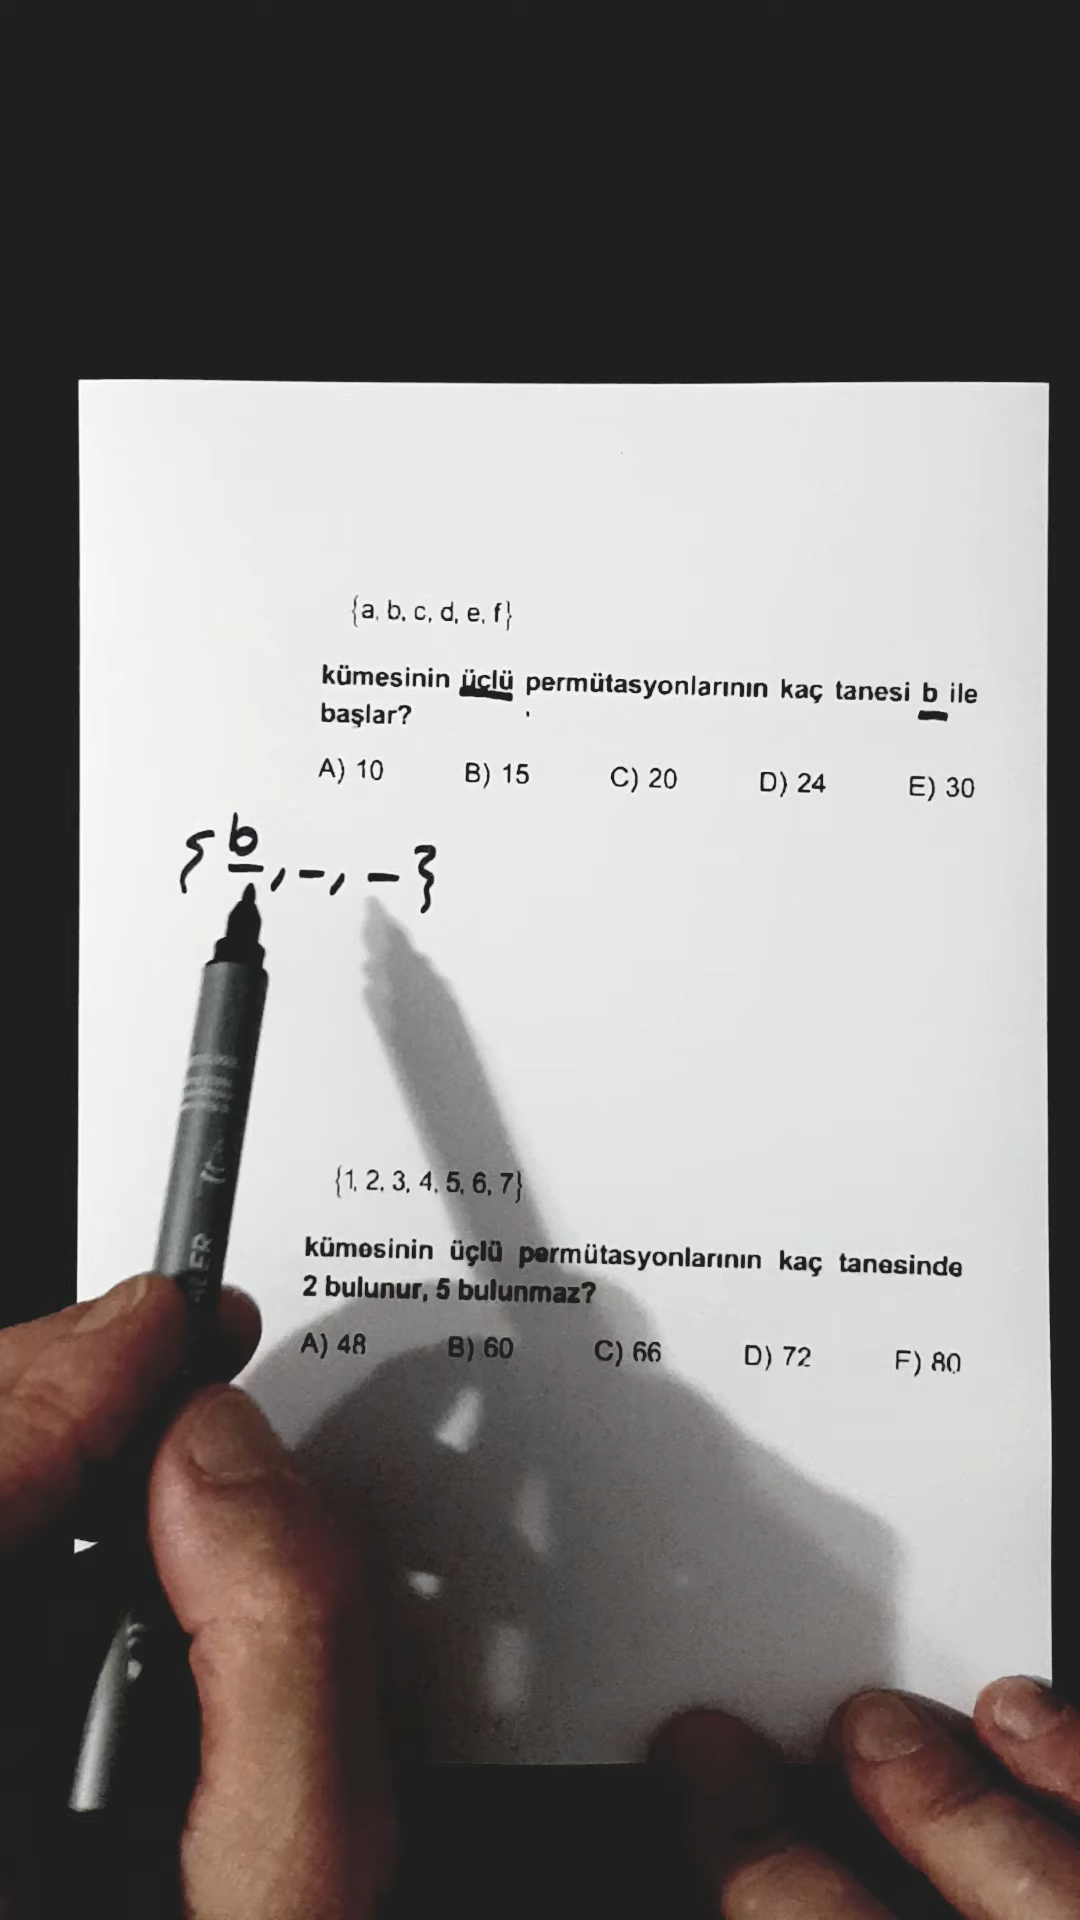 {a, b, c, d, e, f}
kümesinin üçlü permütasyonlarının kaç tanesi b ile
başlar?
A) 10 B) 15 C) 20 D) 24 E) 30
{b, -, -}
{1, 2, 3, 4, 5, 6, 7}
kümesinin üçlü permütasyonlarının kaç tanesinde
2 bulunur, 5 bulunmaz?
A) 48 B) 60 C) 66 D) 72 E) 80